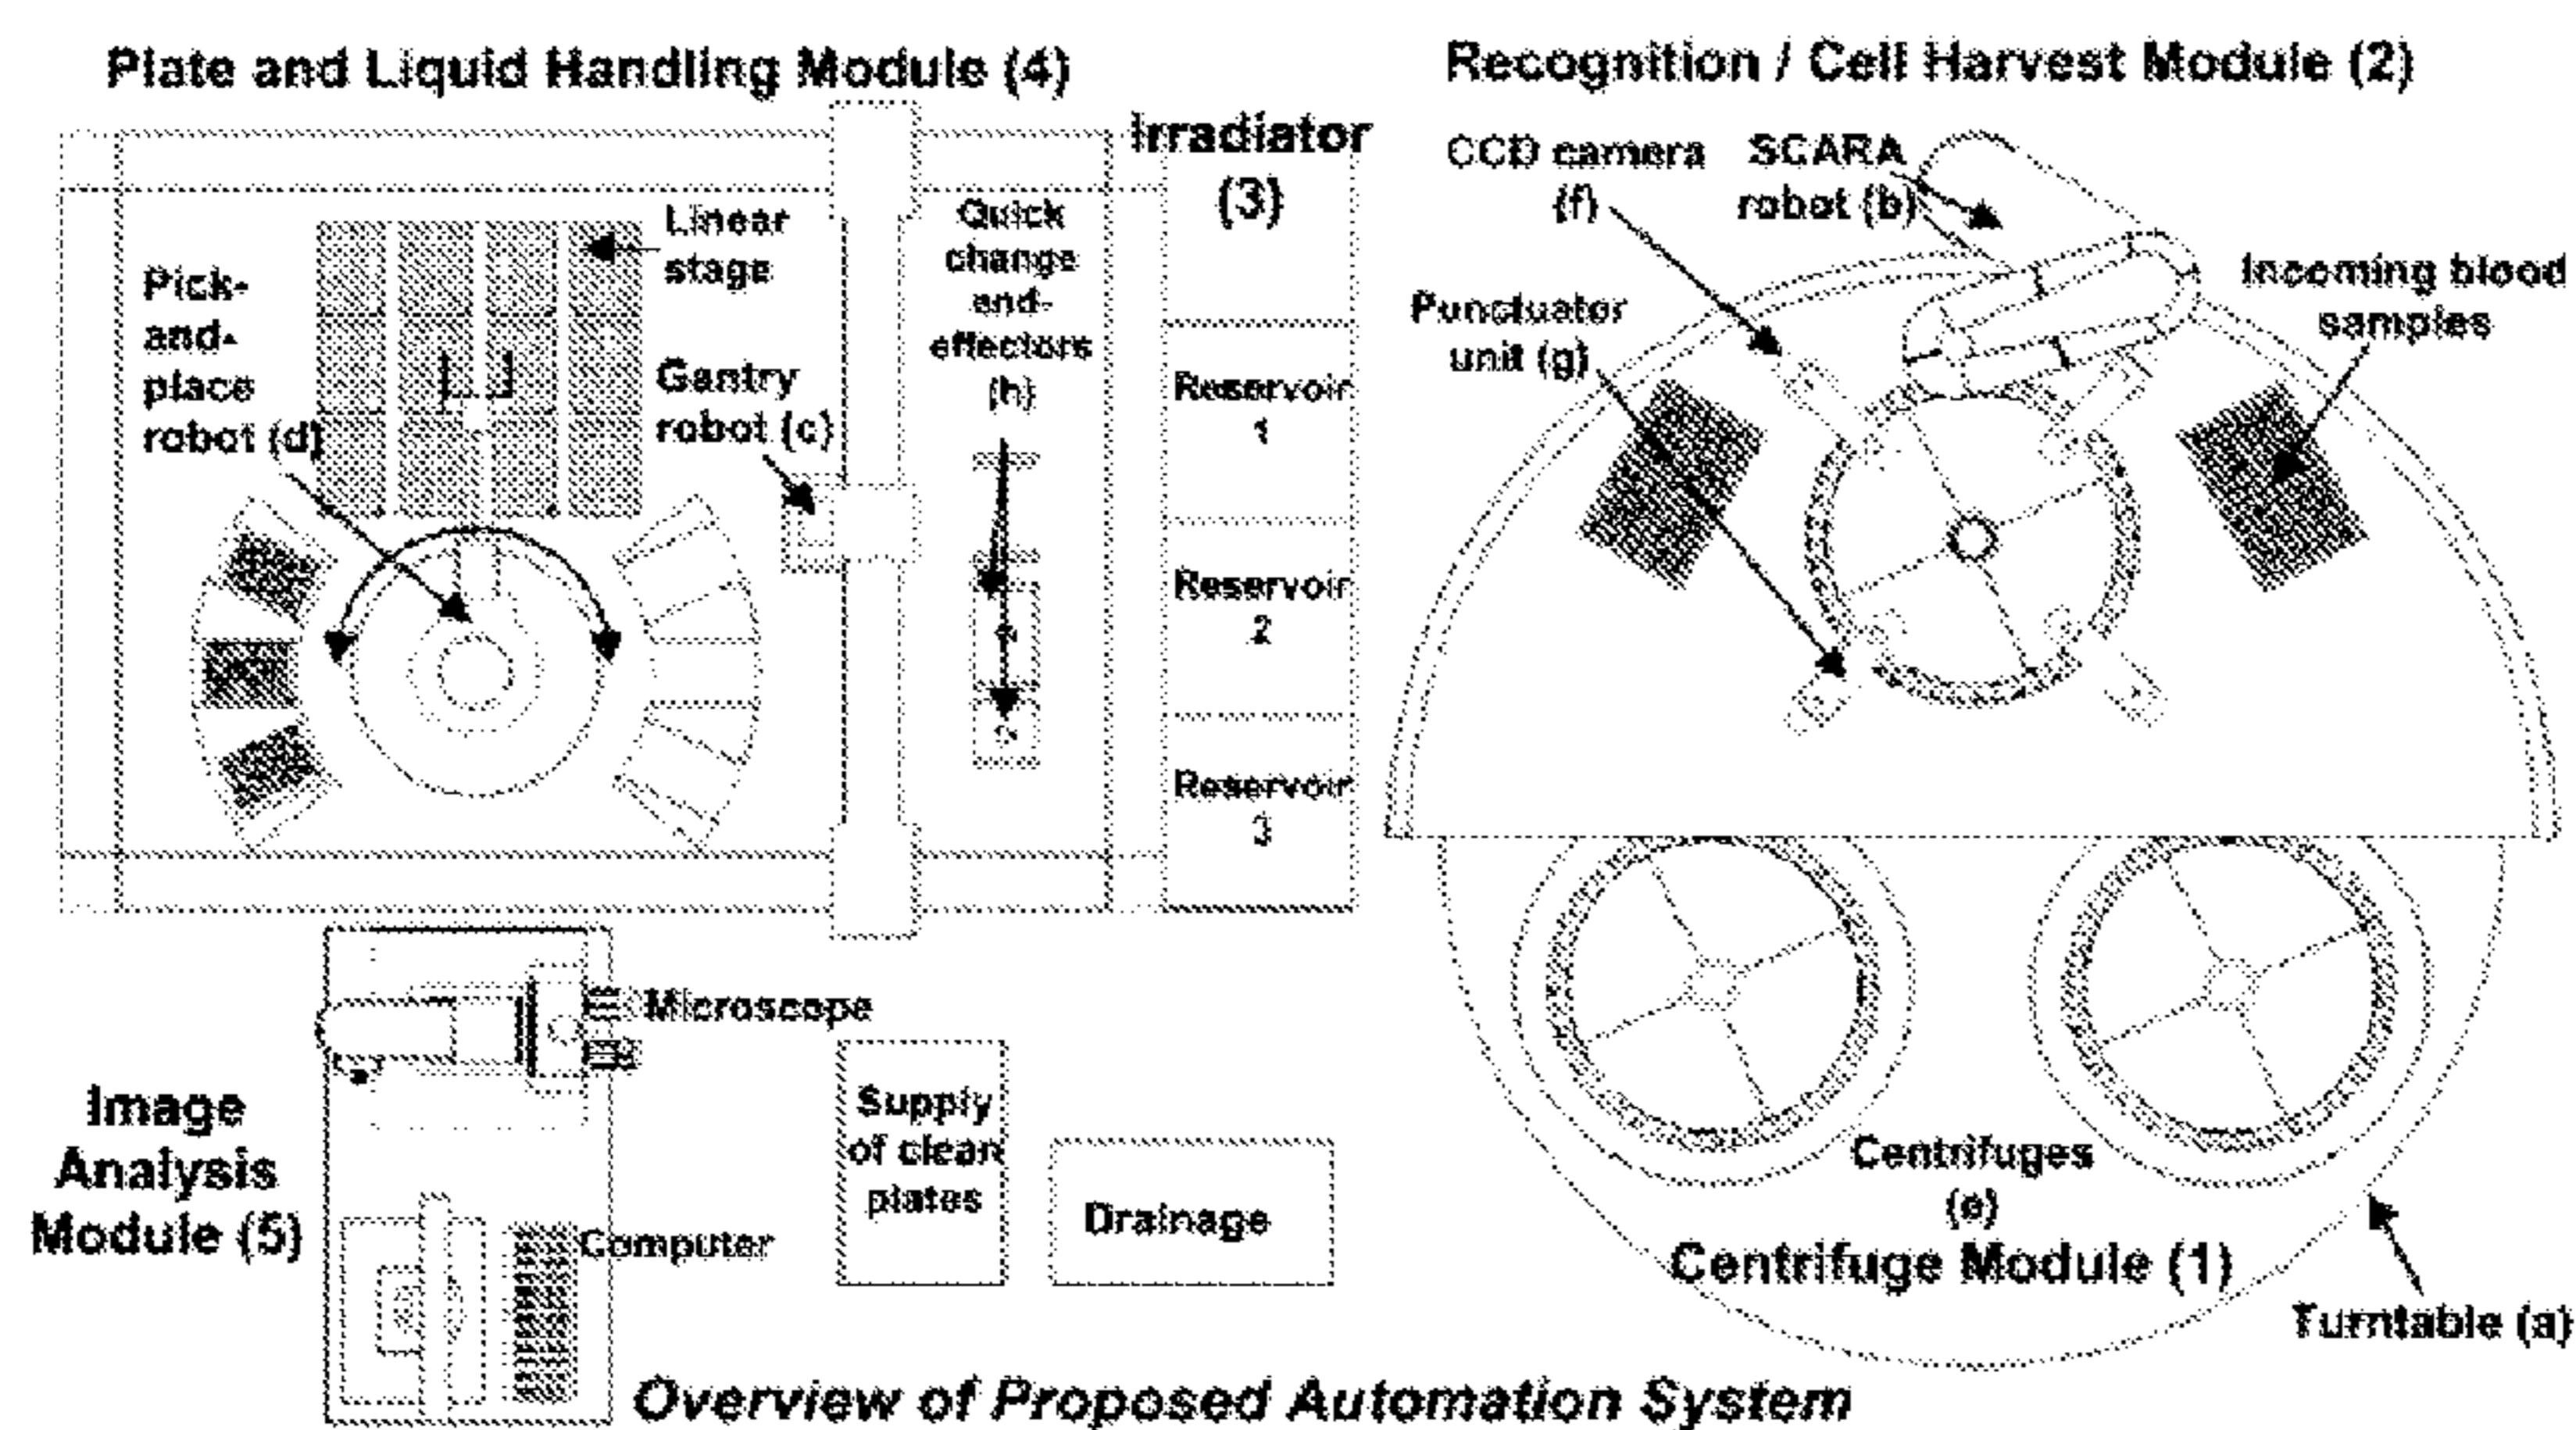 Plate and Liquid Handling Module (4)
Recognition / Cell Harvest Module (2)
Irradiator
(3)
CCD camera
(f)
SCARA
robot (b)
Incoming blood
samples
Punctuator
unit (g)
Linear
stage
Quick
change
end-
effectors
(h)
Pick-
and-
place
robot (d)
Gantry
robot (c)
Reservoir
1
Reservoir
2
Reservoir
3
Microscope
Image
Analysis
Module (5)
Computer
Supply
of clean
plates
Drainage
Centrifuges
(e)
Centrifuge Module (1)
Turntable (a)
Overview of Proposed Automation System